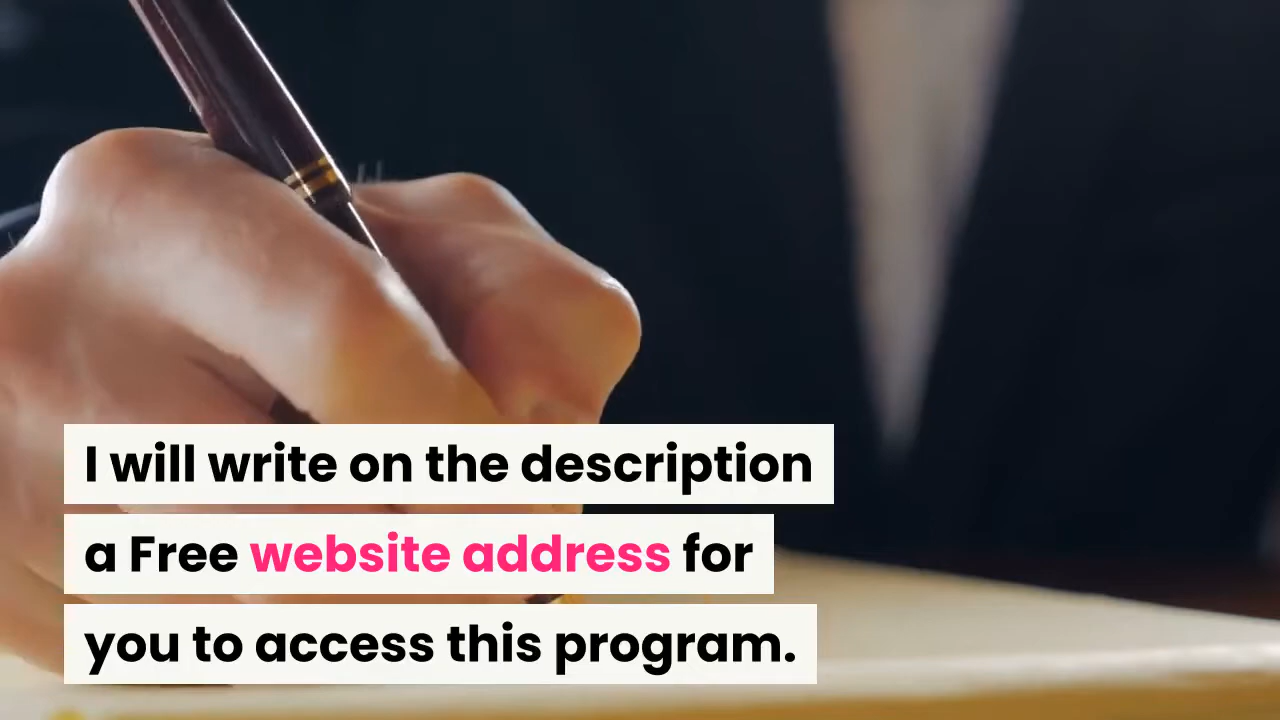 I will write on the description
a Free website address for
you to access this program.